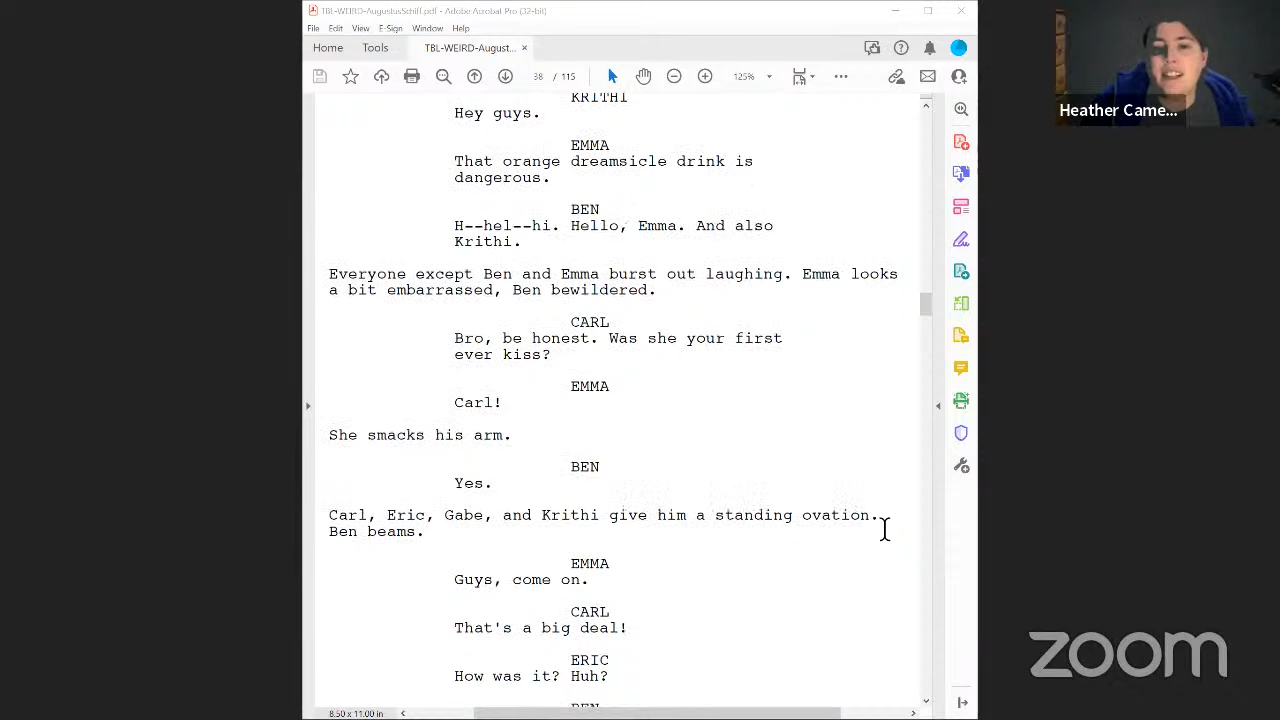 TBL-WEIRD-AugustusSchiff.pdf - Adobe Acrobat Pro (32-bit)
File Edit View E-Sign Window Help
Home Tools TBL-WEIRD-August... ×
38 / 115 125%
KRITHI
Hey guys.
EMMA
That orange dreamsicle drink is
dangerous.
BEN
H--hel--hi. Hello, Emma. And also
Krithi.
Everyone except Ben and Emma burst out laughing. Emma looks
a bit embarrassed, Ben bewildered.
CARL
Bro, be honest. Was she your first
ever kiss?
EMMA
Carl!
She smacks his arm.
BEN
Yes.
Carl, Eric, Gabe, and Krithi give him a standing ovation.
Ben beams.
EMMA
Guys, come on.
CARL
That's a big deal!
ERIC
How was it? Huh?
BEN
8.50 x 11.00 in
Heather Came...
zoom